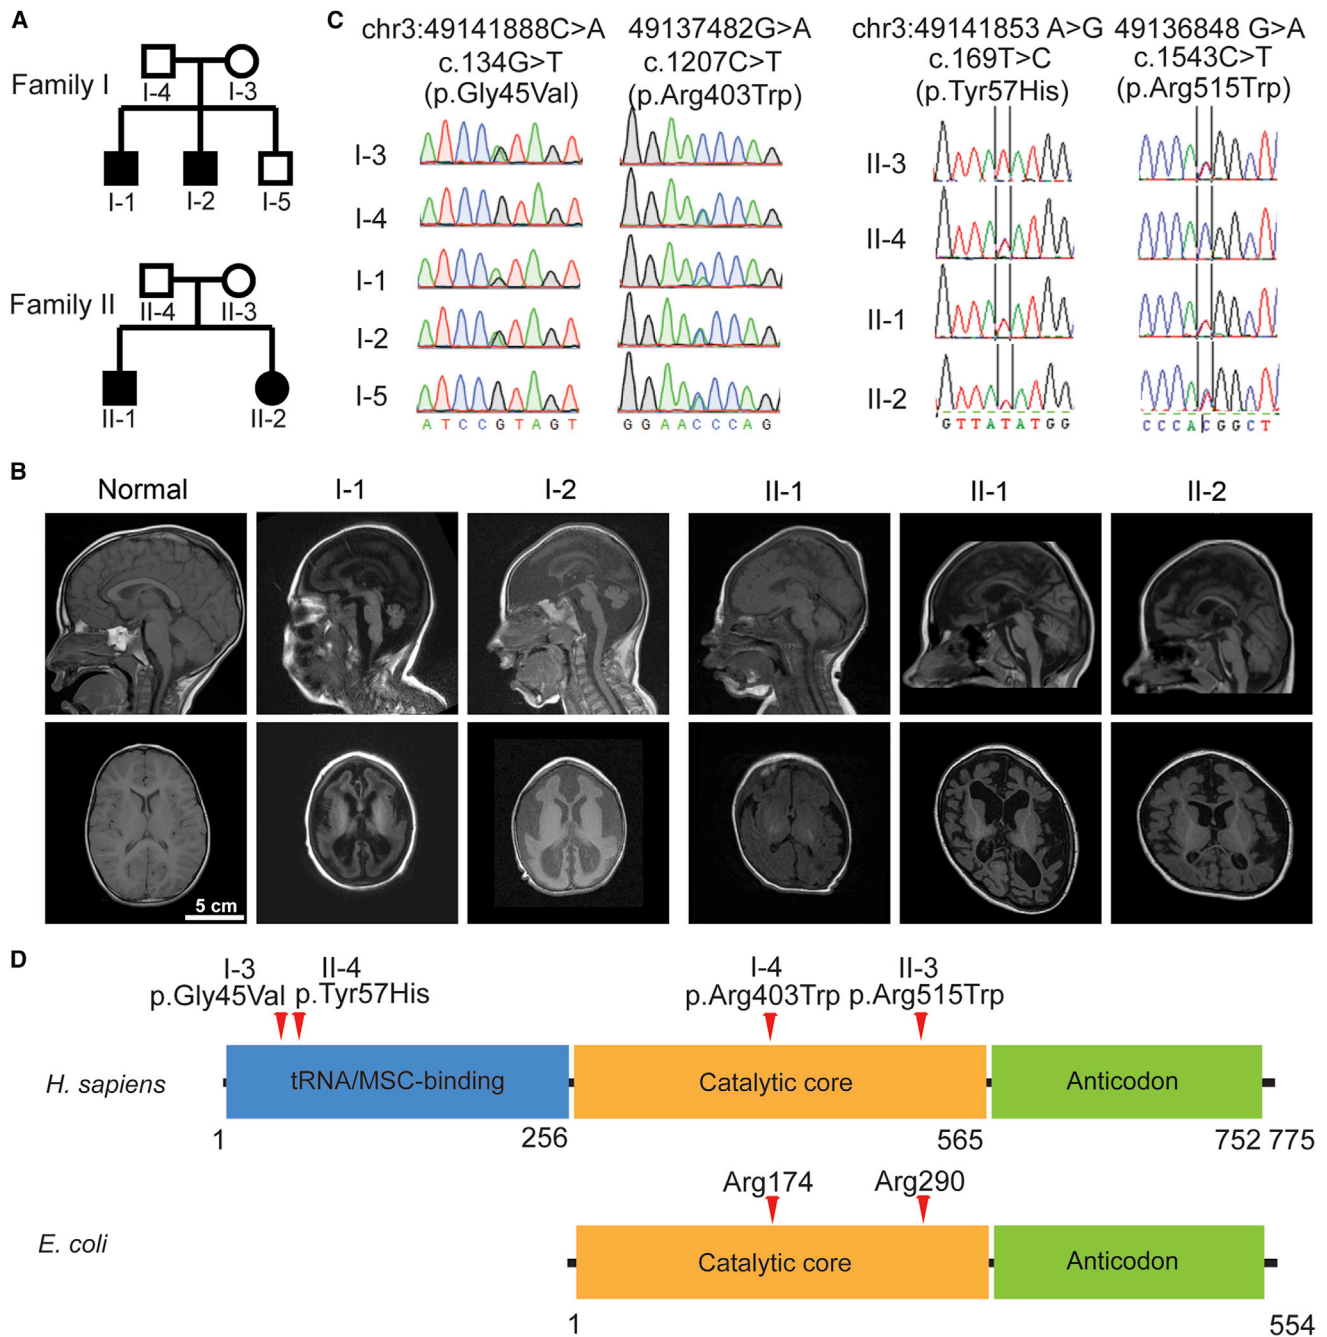 A
Family I
I-4
I-3
I-1
I-2
I-5
Family II
II-4
II-3
II-1
II-2
C
chr3:49141888C>A
c.134G>T
(p.Gly45Val)
49137482G>A
c.1207C>T
(p.Arg403Trp)
chr3:49141853 A>G
c.169T>C
(p.Tyr57His)
49136848 G>A
c.1543C>T
(p.Arg515Trp)
I-3
I-4
I-1
I-2
I-5
A T C C G T A G T
G G A A C C C A G
II-3
II-4
II-1
II-2
G T T A T A T G G
C C C A C G G C T
B
Normal
I-1
I-2
II-1
II-1
II-2
5 cm
D
I-3
p.Gly45Val
II-4
p.Tyr57His
I-4
p.Arg403Trp
II-3
p.Arg515Trp
H. sapiens
tRNA/MSC-binding
Catalytic core
Anticodon
1
256
565
752
775
Arg174
Arg290
E. coli
Catalytic core
Anticodon
1
554